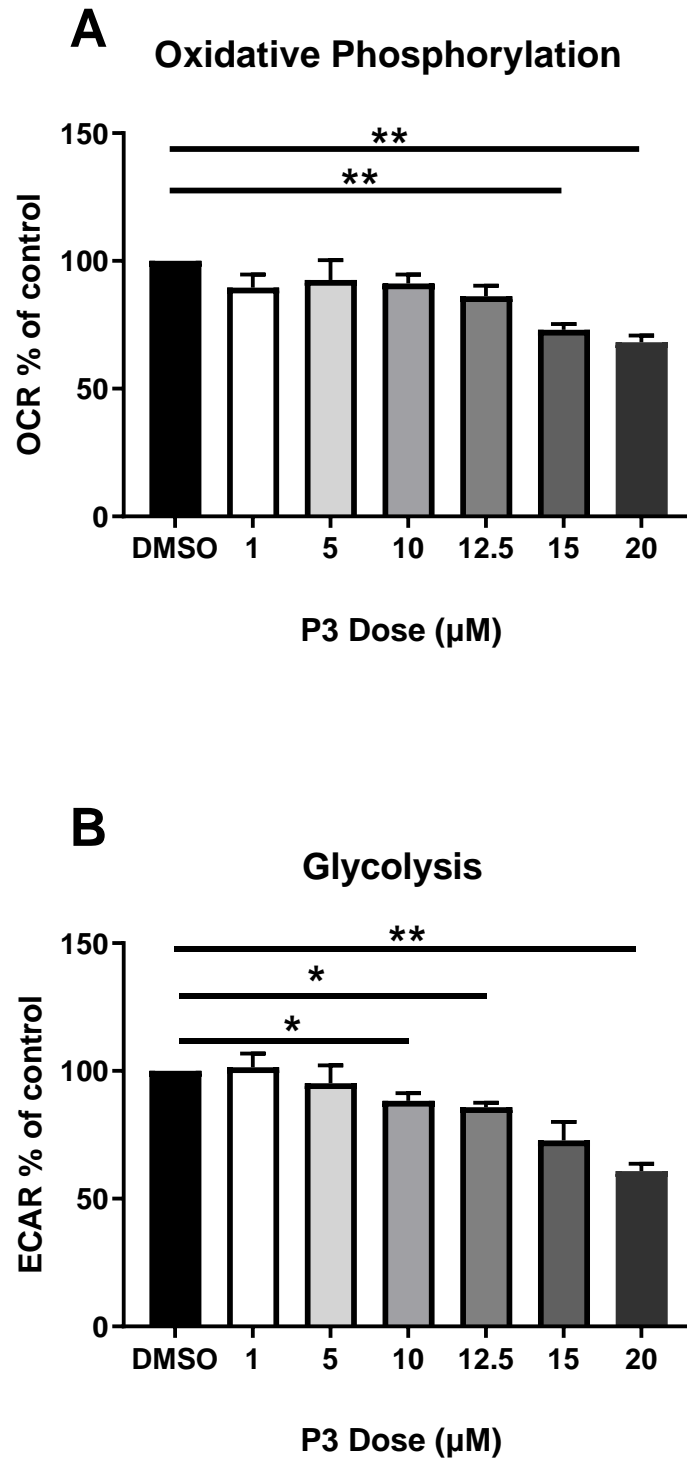 A
Oxidative Phosphorylation
**
**
150
100
50
0
OCR % of control
DMSO 1 5 10 12.5 15 20
P3 Dose (µM)
B
Glycolysis
**
*
*
150
100
50
0
ECAR % of control
DMSO 1 5 10 12.5 15 20
P3 Dose (µM)